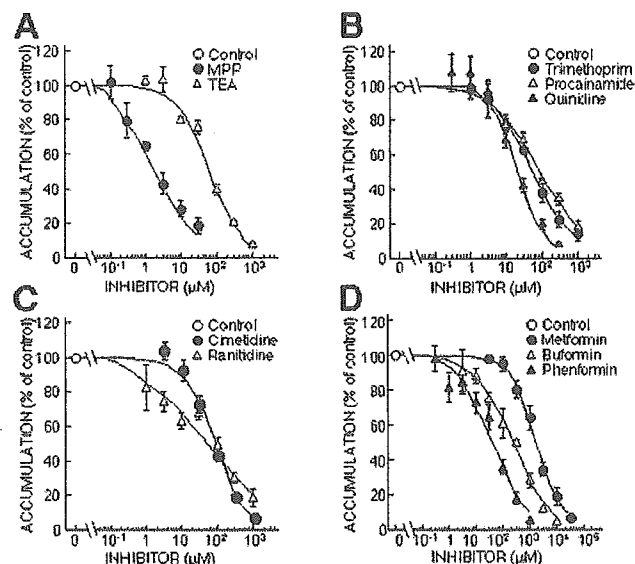 A
B
120
100
80
60
40
20
0
ACCUMULATION (% of control)
Control
MPP
TEA
0
10-1
1
10
10²
10³
INHIBITOR (µM)
120
100
80
60
40
20
0
ACCUMULATION (% of control)
Control
Trimethoprim
Procainamide
Quinidine
0
10-1
1
10
10²
10³
INHIBITOR (µM)
C
D
120
100
80
60
40
20
0
ACCUMULATION (% of control)
Control
Cimetidine
Ranitidine
0
10-1
1
10
10²
10³
INHIBITOR (µM)
120
100
80
60
40
20
0
ACCUMULATION (% of control)
Control
Metformin
Buformin
Phenformin
0
1
10
10²
10³
10⁴
10⁵
INHIBITOR (µM)